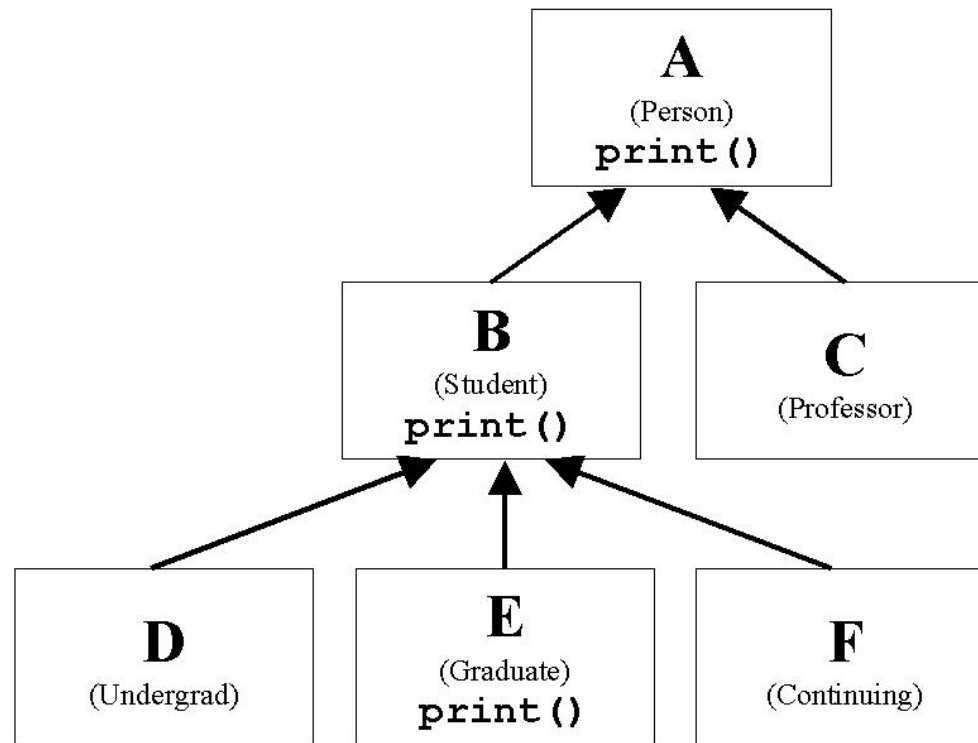 A
(Person)
print()
B
(Student)
print()
C
(Professor)
D
(Undergrad)
E
(Graduate)
print()
F
(Continuing)